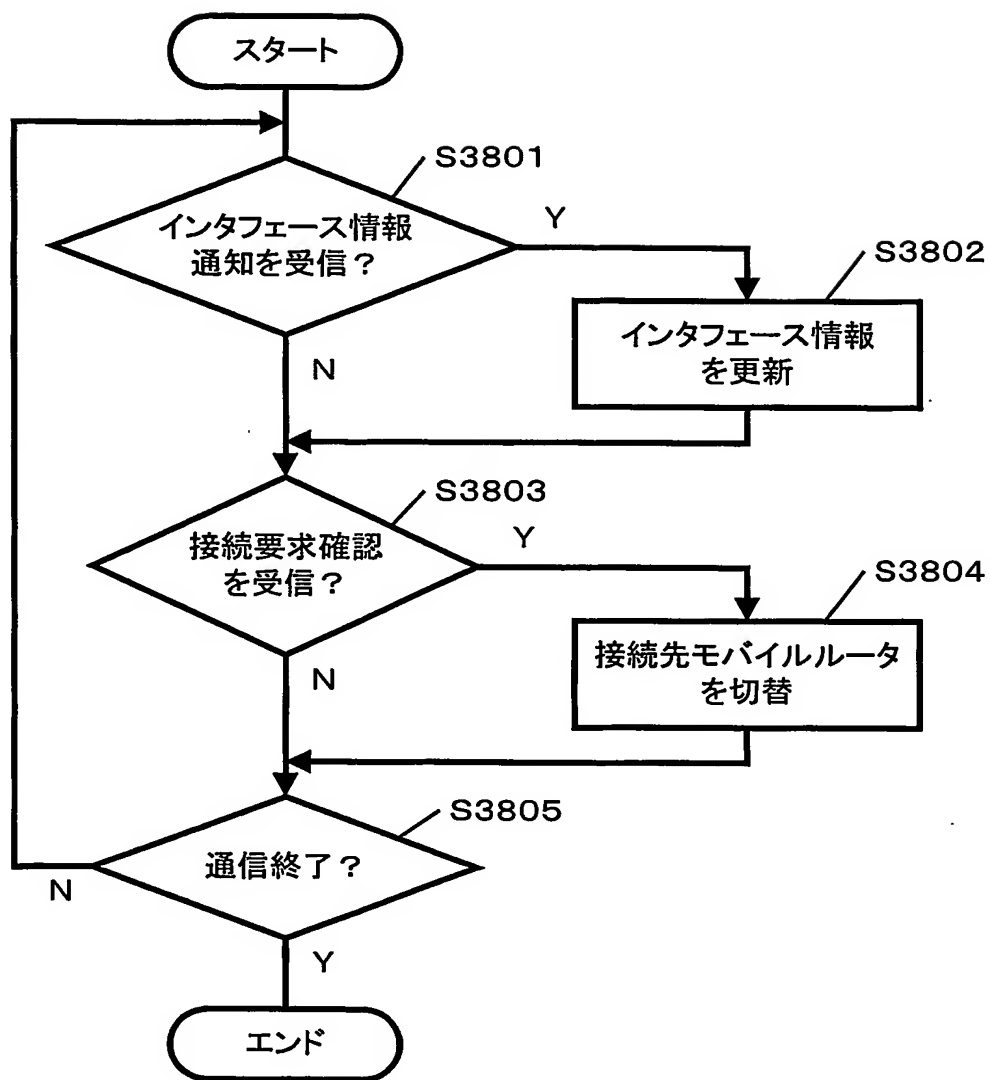 スタート
S3801
インタフェース情報
通知を受信？
Y
S3802
インタフェース情報
を更新
N
S3803
接続要求確認
を受信？
Y
S3804
接続先モバイルルータ
を切替
N
S3805
通信終了？
N
Y
エンド